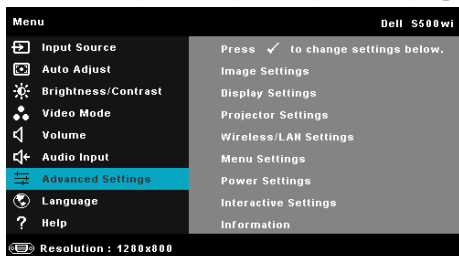 Menu Dell S500wi
Input Source Press ✓ to change settings below.
Auto Adjust Image Settings
Brightness/Contrast Display Settings
Video Mode Projector Settings
Volume Wireless/LAN Settings
Audio Input Menu Settings
Advanced Settings Power Settings
Language Interactive Settings
? Help Information
Resolution : 1280x800